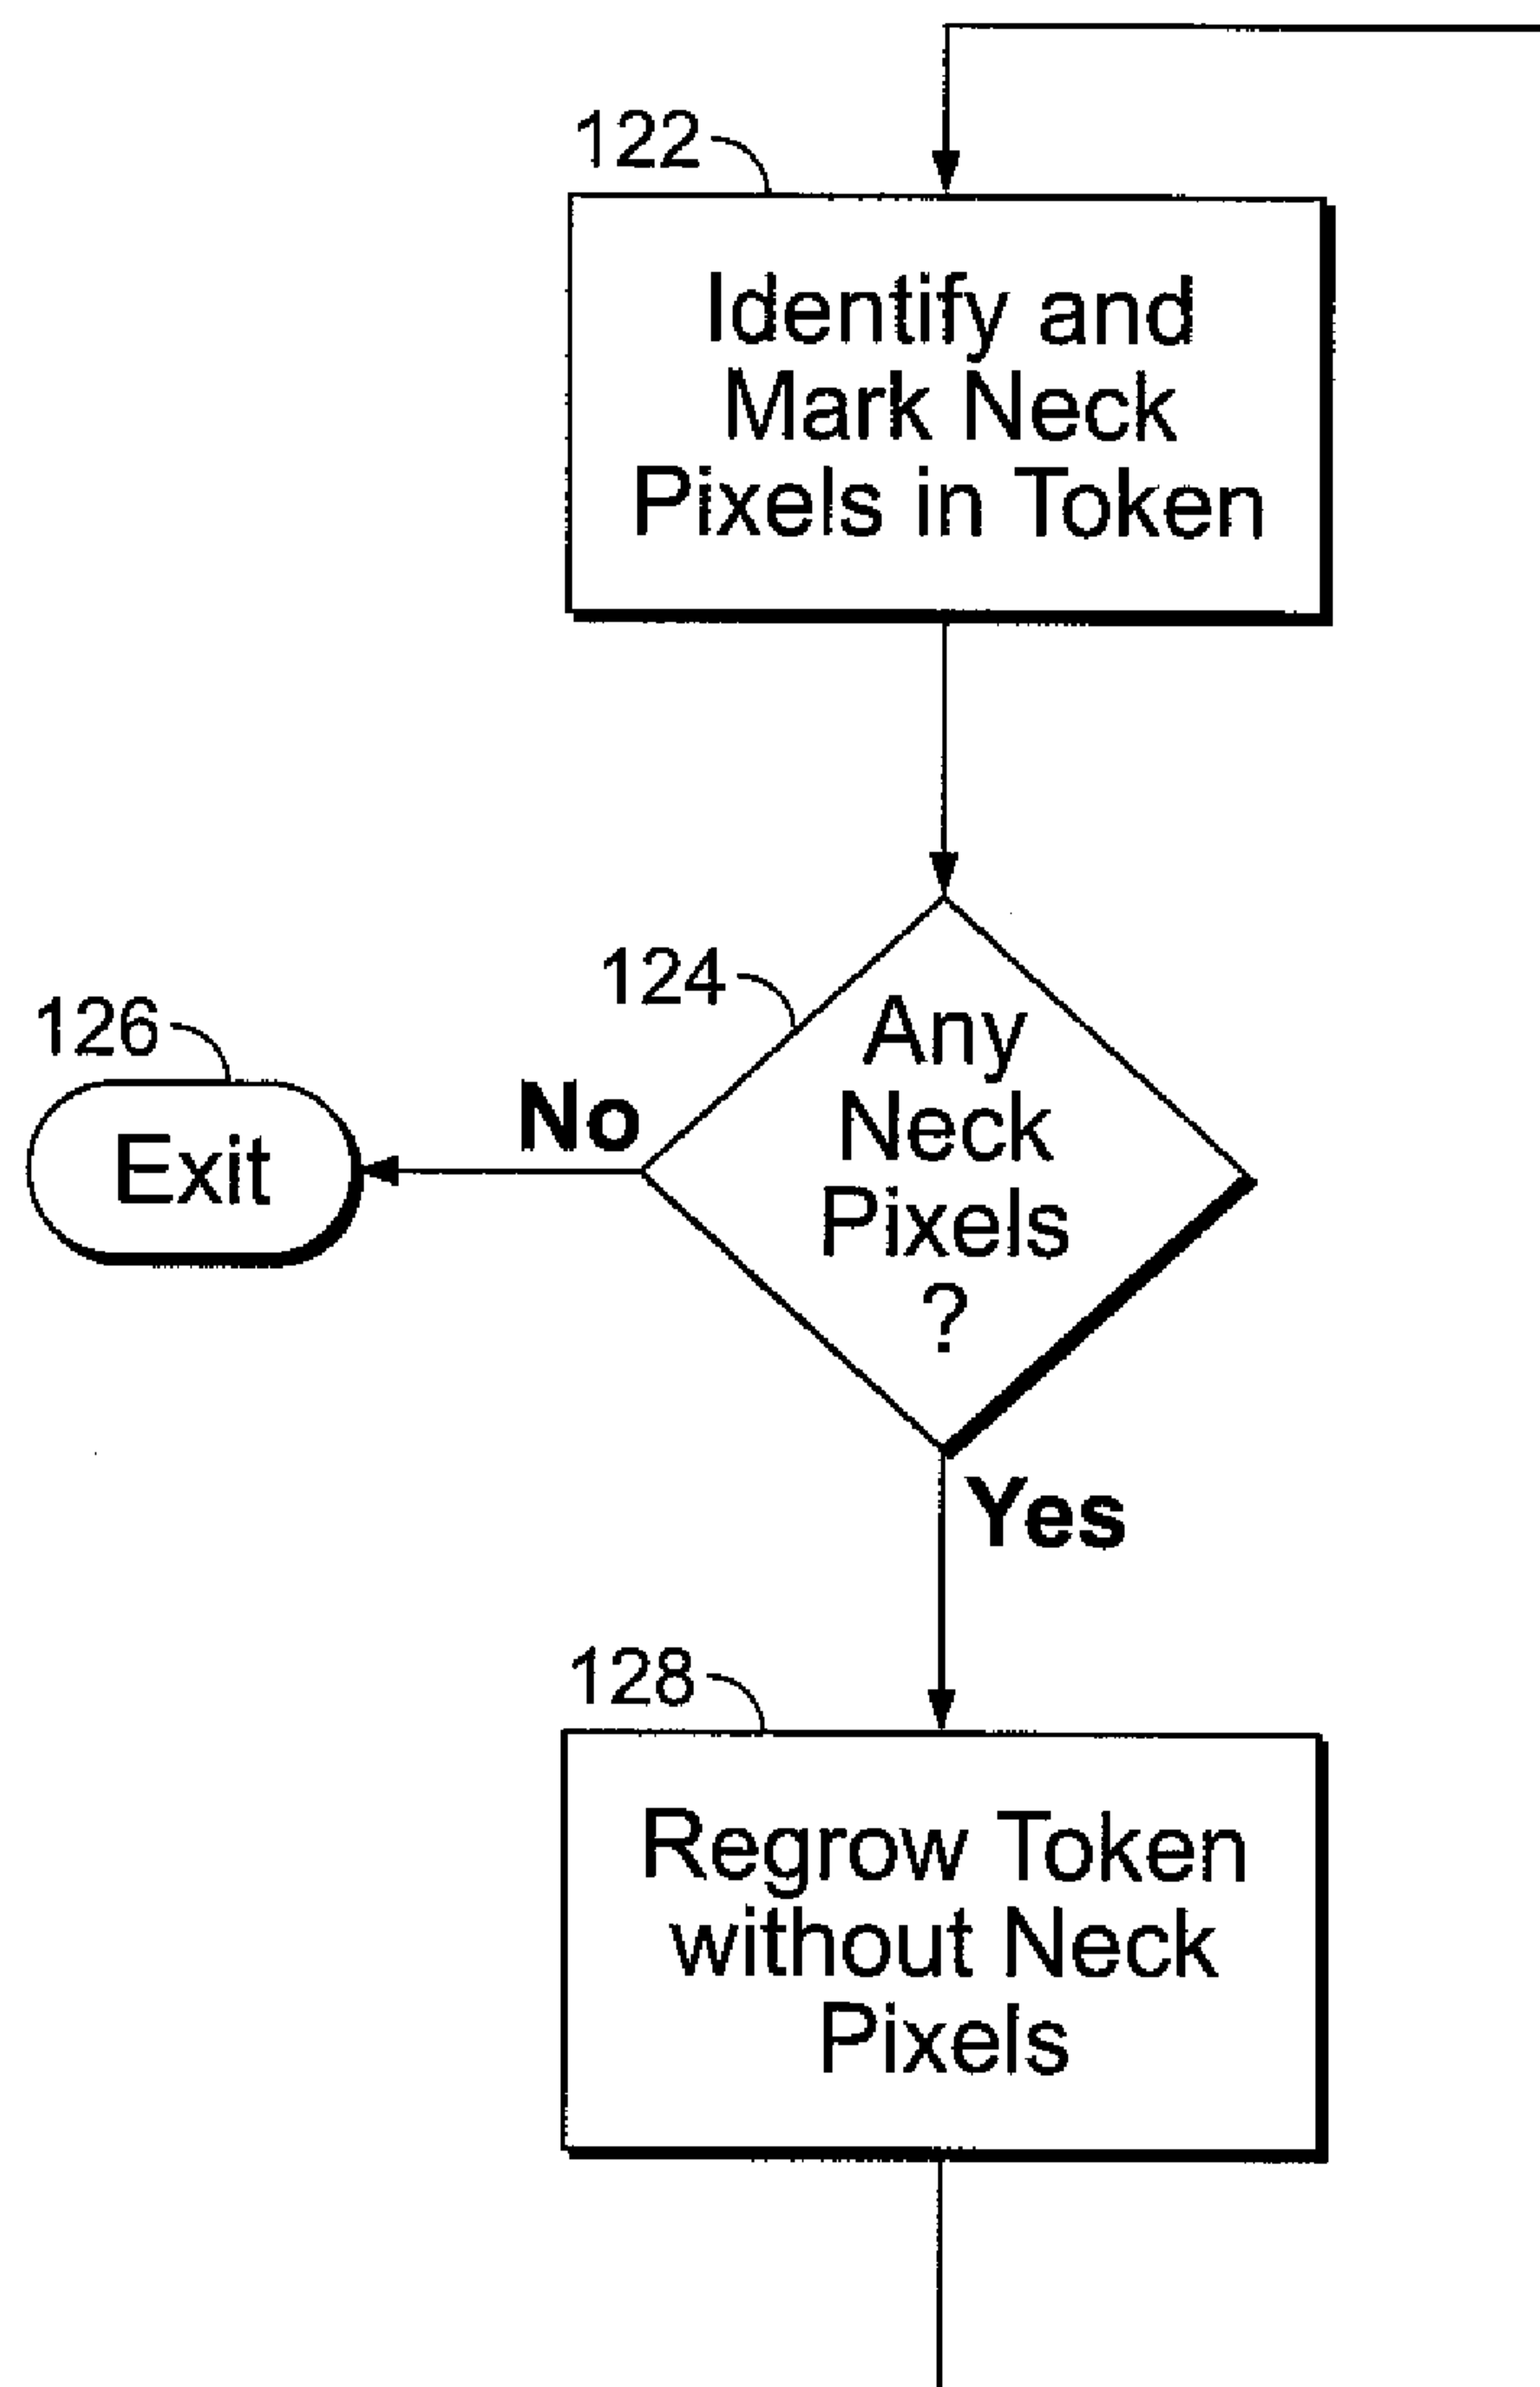 122
Identify and
Mark Neck
Pixels in Token
124
Any
Neck
Pixels
?
126
No
Exit
Yes
128
Regrow Token
without Neck
Pixels